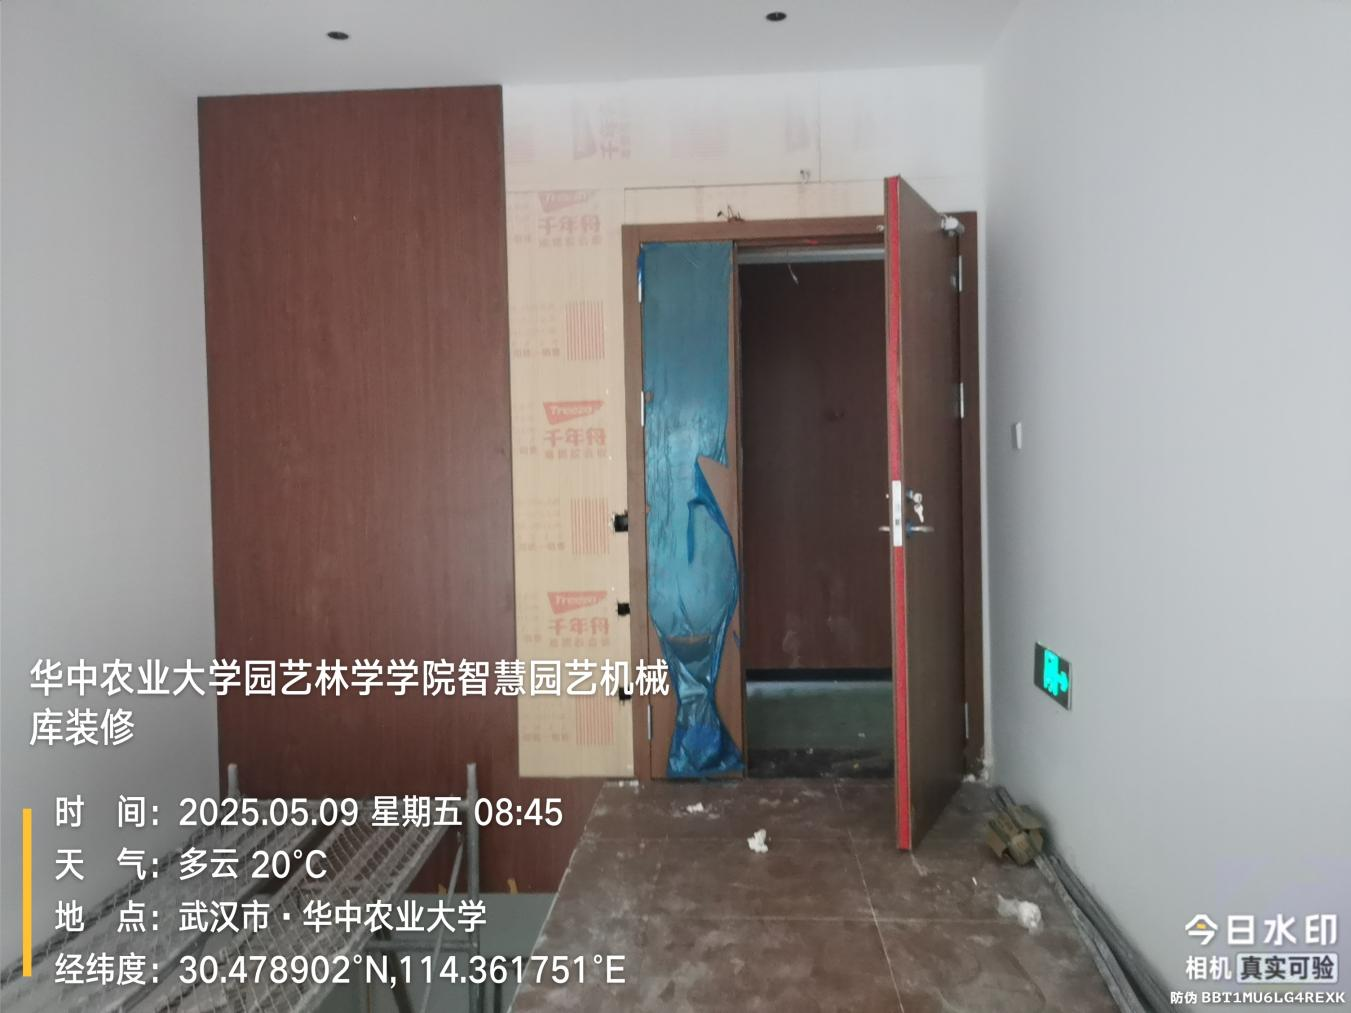 Treezo
千年舟
Treezo
千年舟
Treezo
千年舟
华中农业大学园艺林学学院智慧园艺机械
库装修
时 间：2025.05.09 星期五 08:45
天 气：多云 20°C
地 点：武汉市·华中农业大学
经纬度：30.478902°N,114.361751°E
今日水印
相机 真实可验
防伪 BBT1MU6LG4REXK